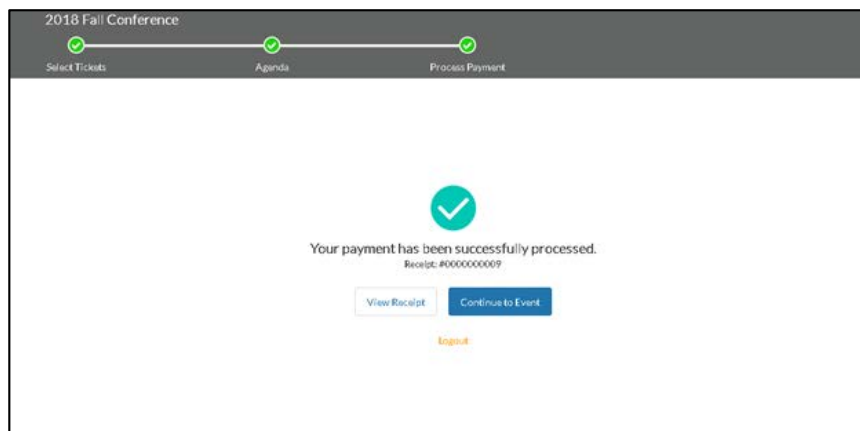 2018 Fall Conference
Select Tickets
Agenda
Process Payment
Your payment has been successfully processed.
Receipt: #0000000009
View Receipt
Continue to Event
Logout